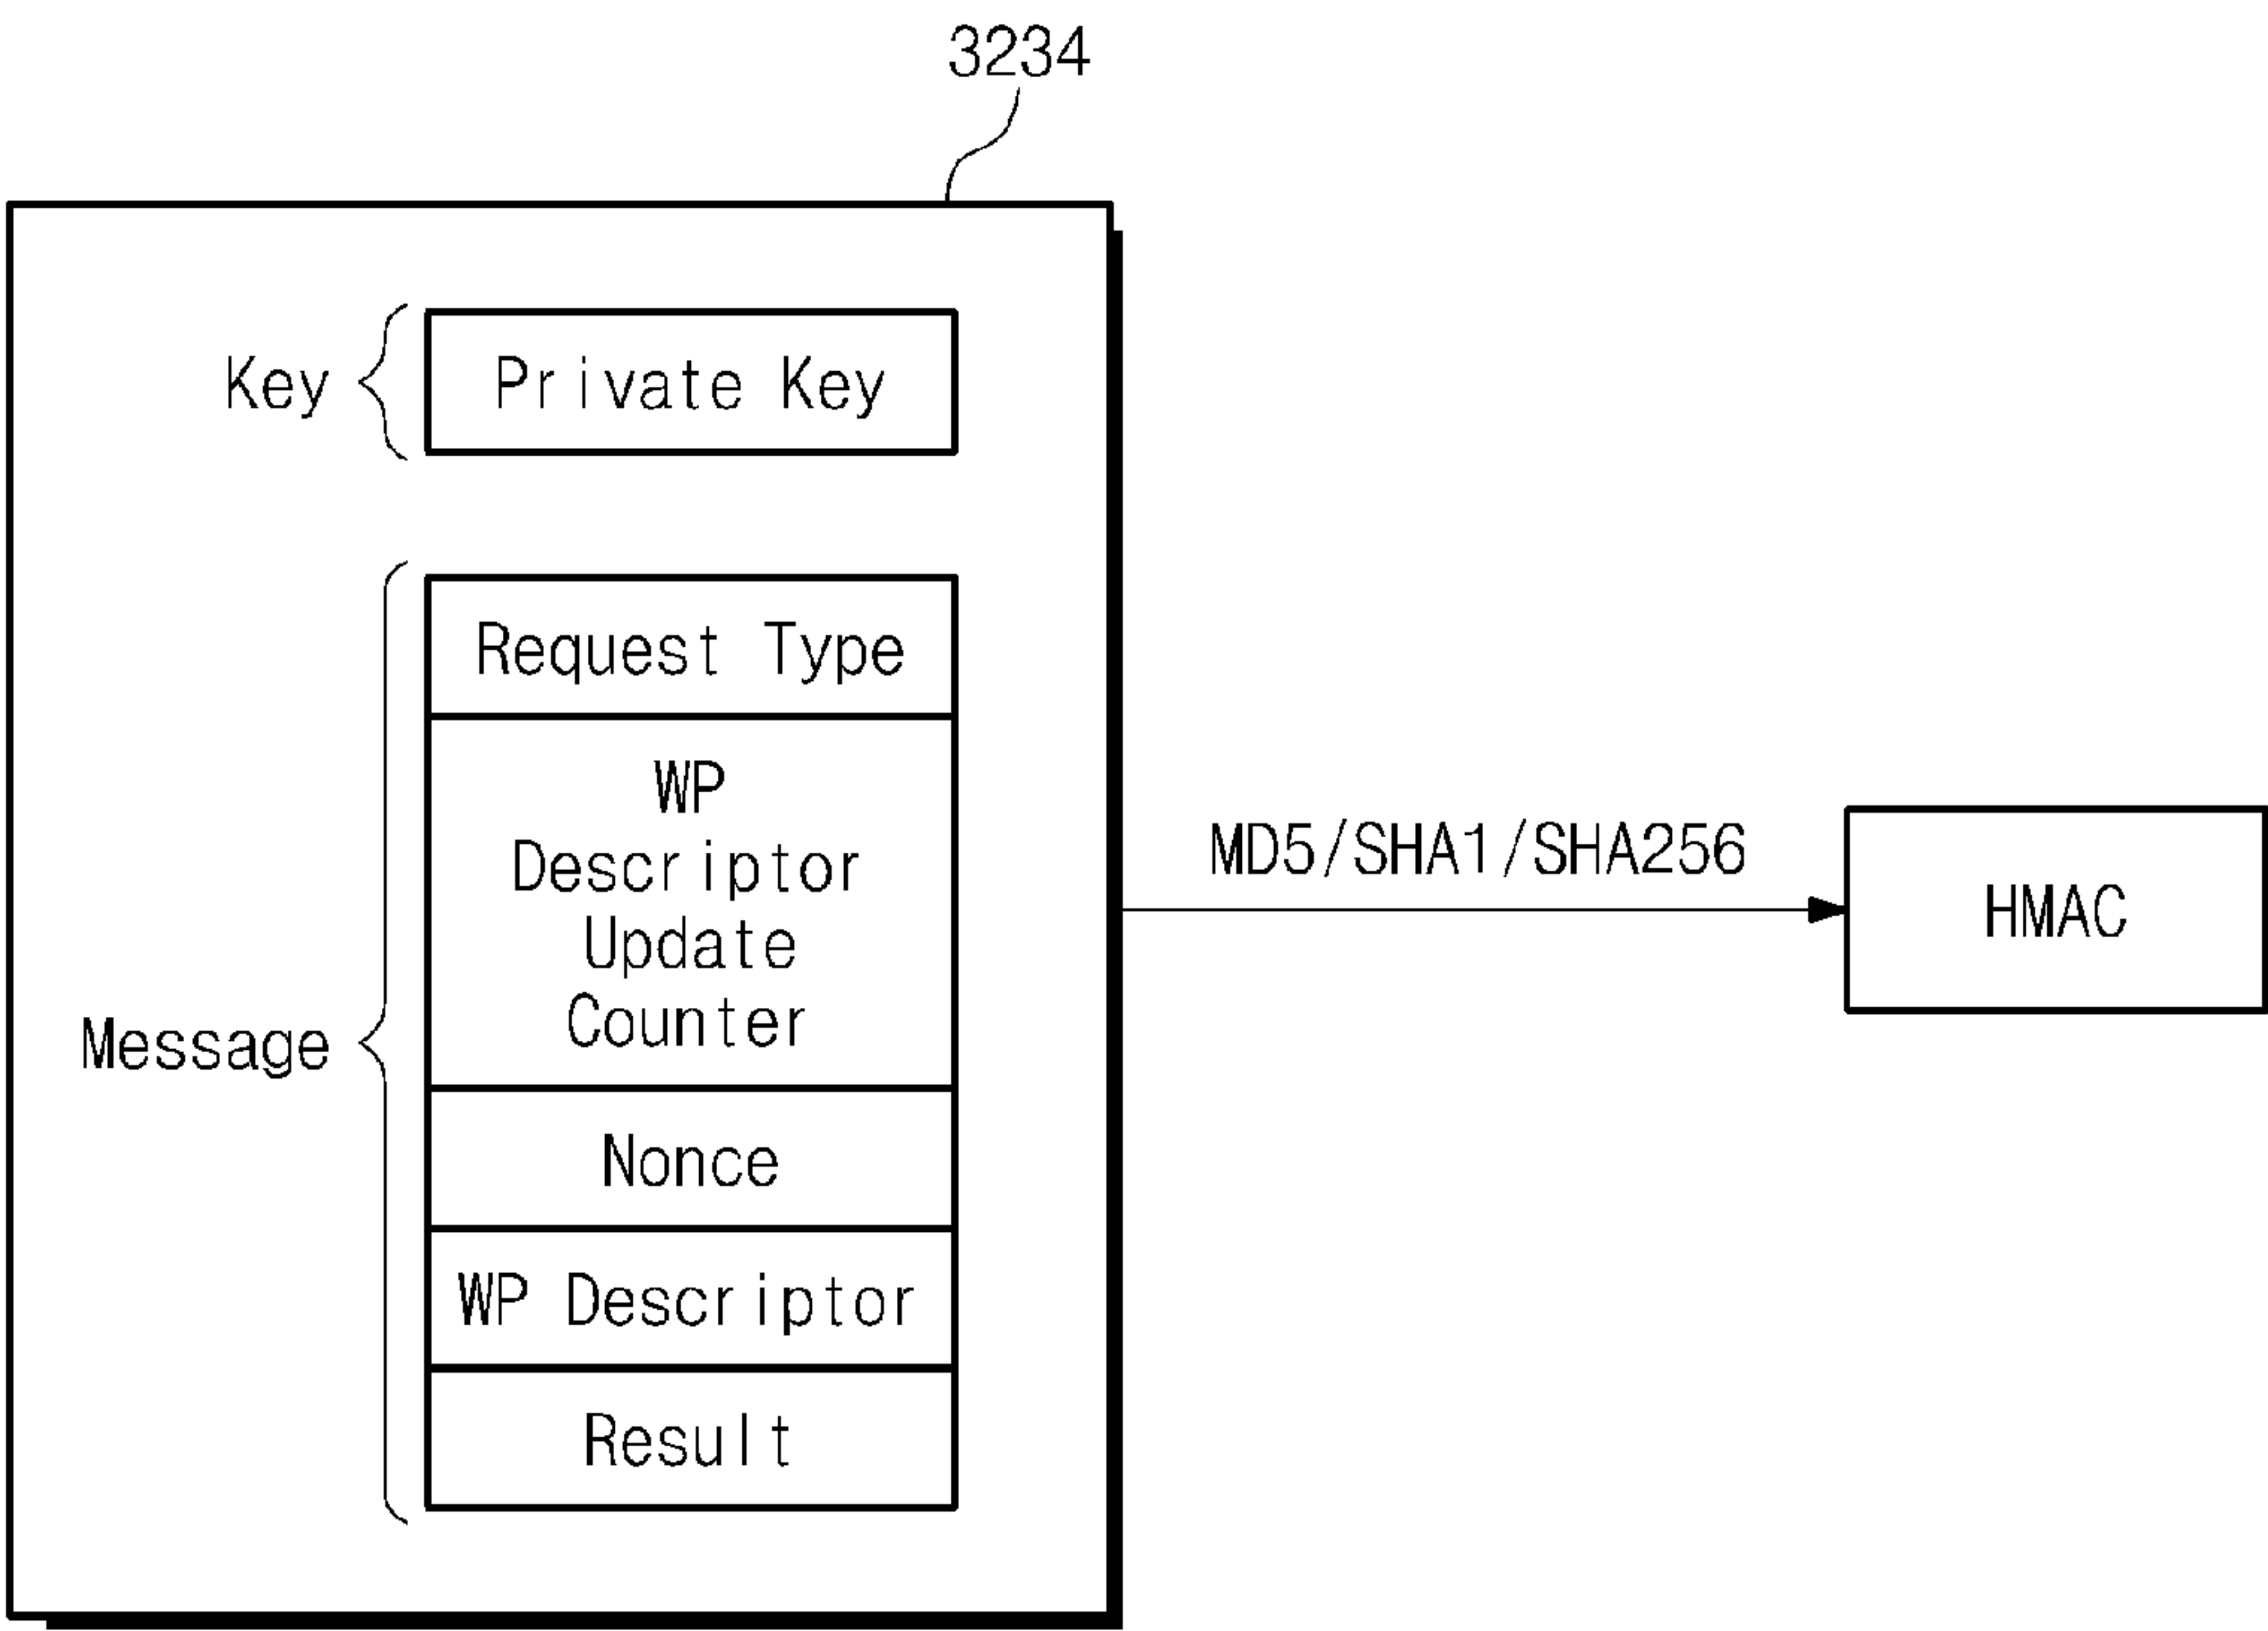 3234
Key
Private Key
Message
Request Type
WP
Descriptor
Update
Counter
Nonce
WP Descriptor
Result
MD5/SHA1/SHA256
HMAC